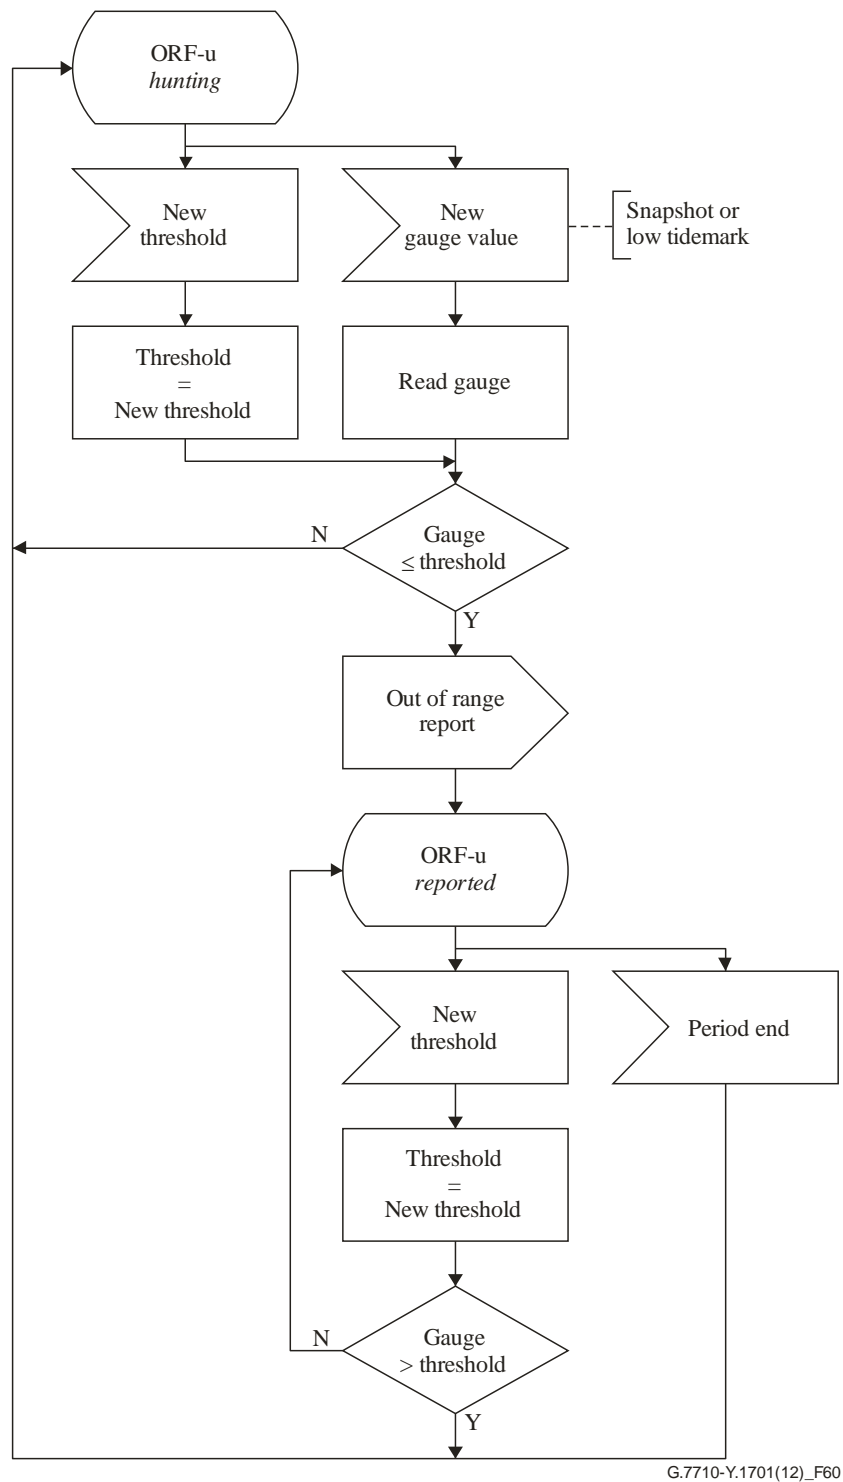 ORF-u
hunting
New
threshold
New
gauge value
Snapshot or
low tidemark
Threshold
=
New threshold
Read gauge
N
Gauge
≤ threshold
Y
Out of range
report
ORF-u
reported
New
threshold
Period end
Threshold
=
New threshold
N
Gauge
> threshold
Y
G.7710-Y.1701(12)_F60